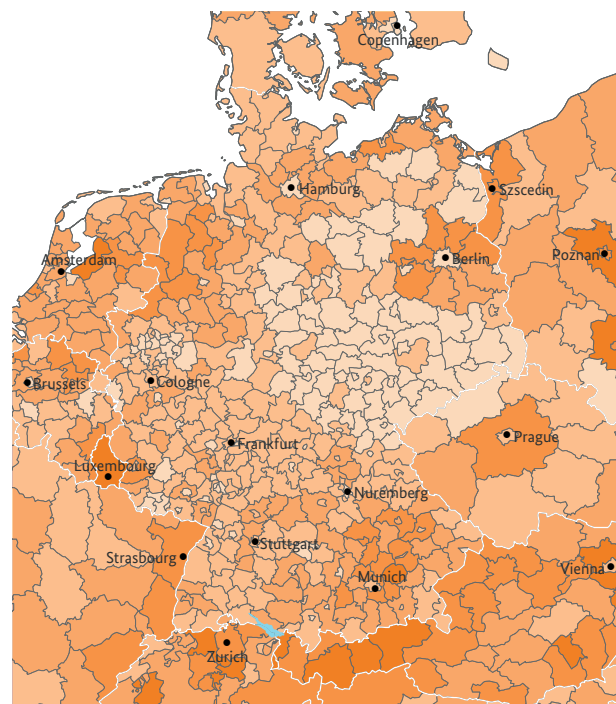 Copenhagen
Hamburg
Szscecin
Amsterdam
Berlin
Poznan
Brussels
Cologne
Prague
Frankfurt
Luxembourg
Nuremberg
Strasbourg
Stuttgart
Vienna
Munich
Zurich